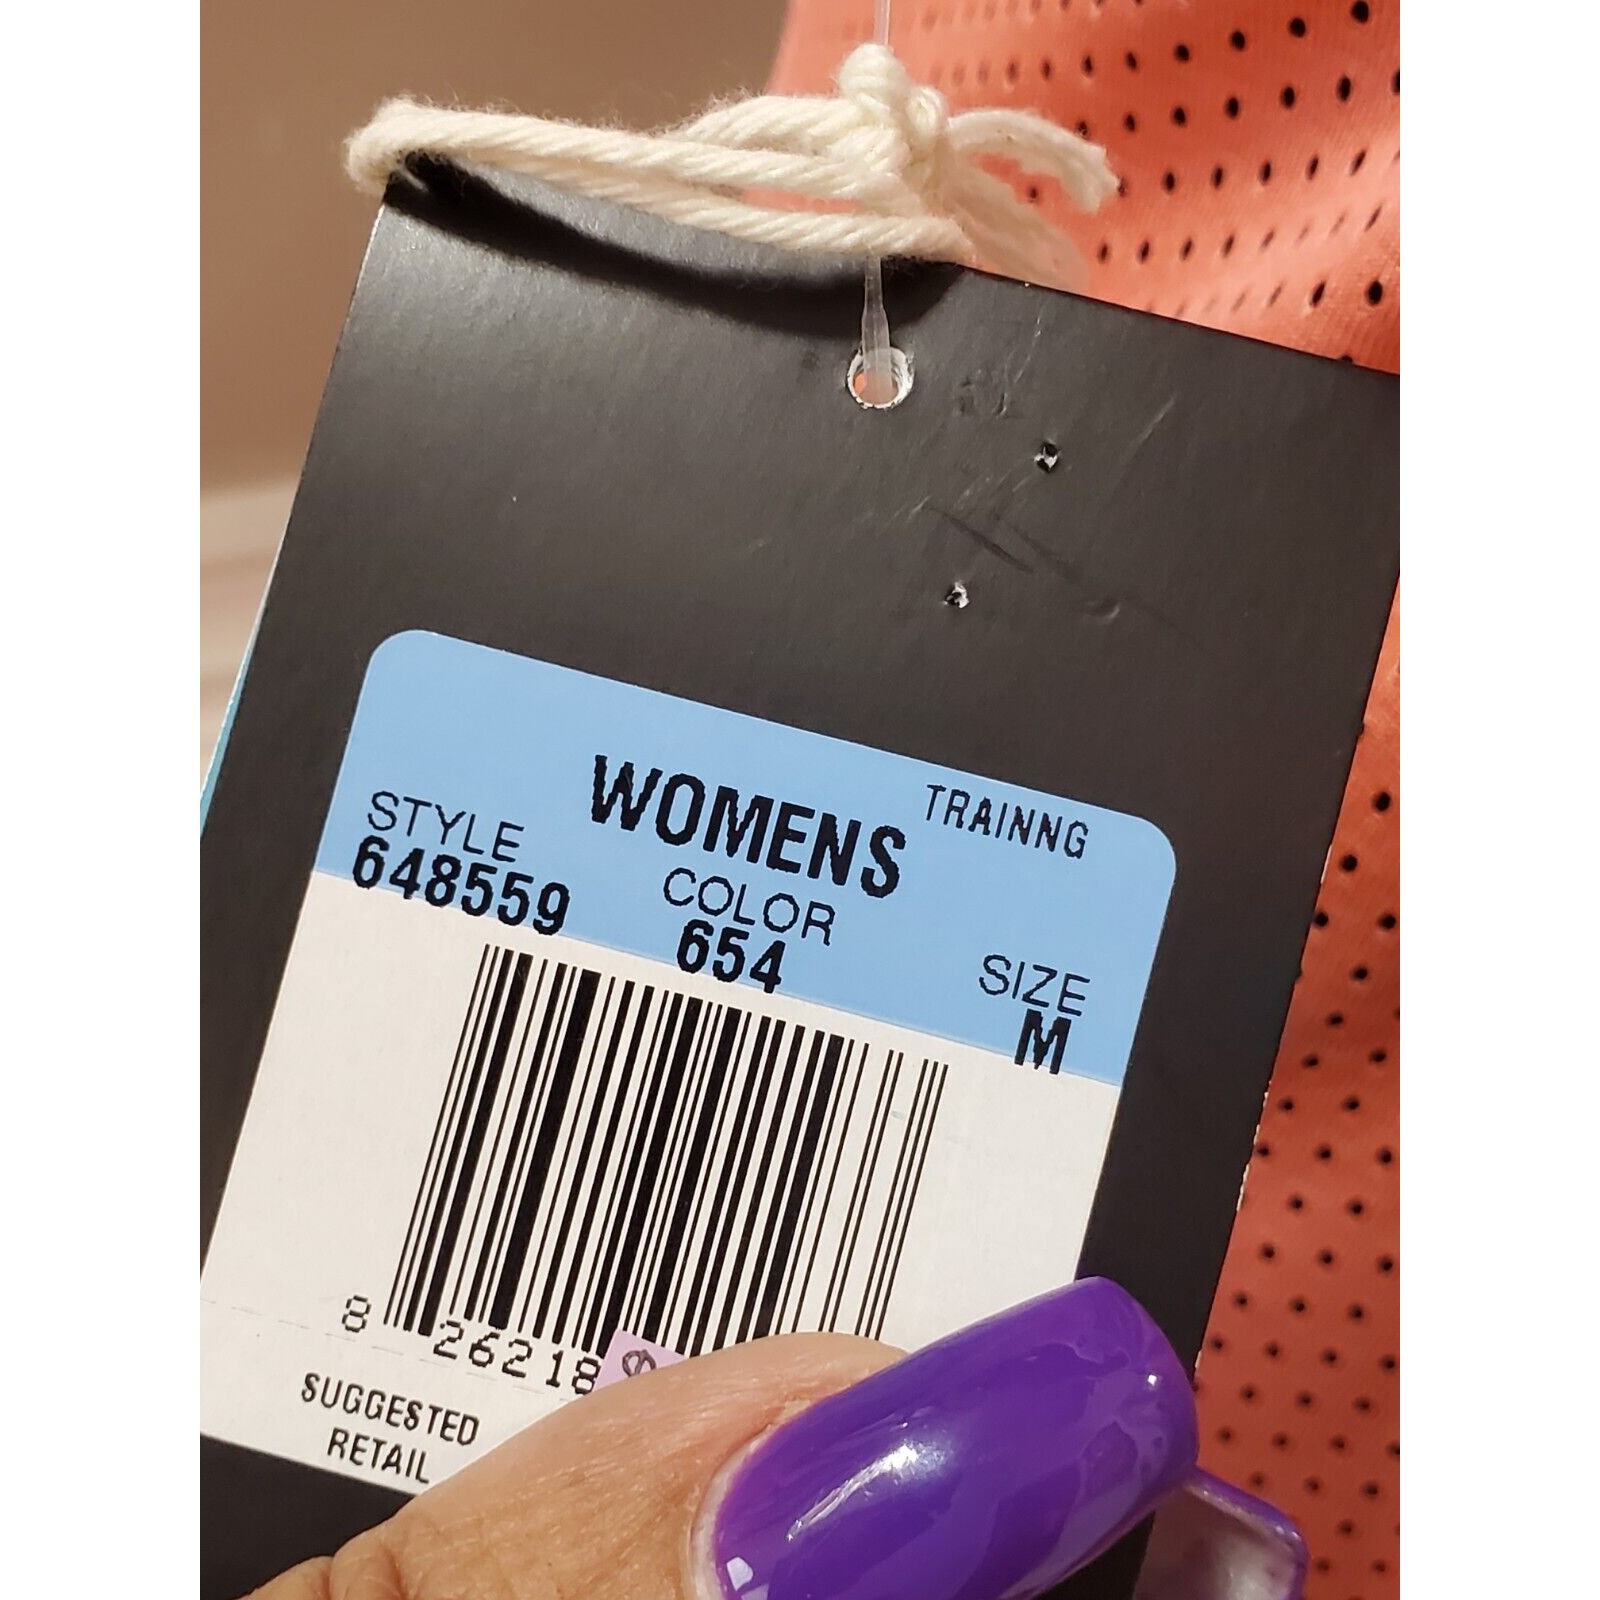 WOMENS TRAINNG
STYLE COLOR SIZE
648559 654 M
8 26218
SUGGESTED
RETAIL